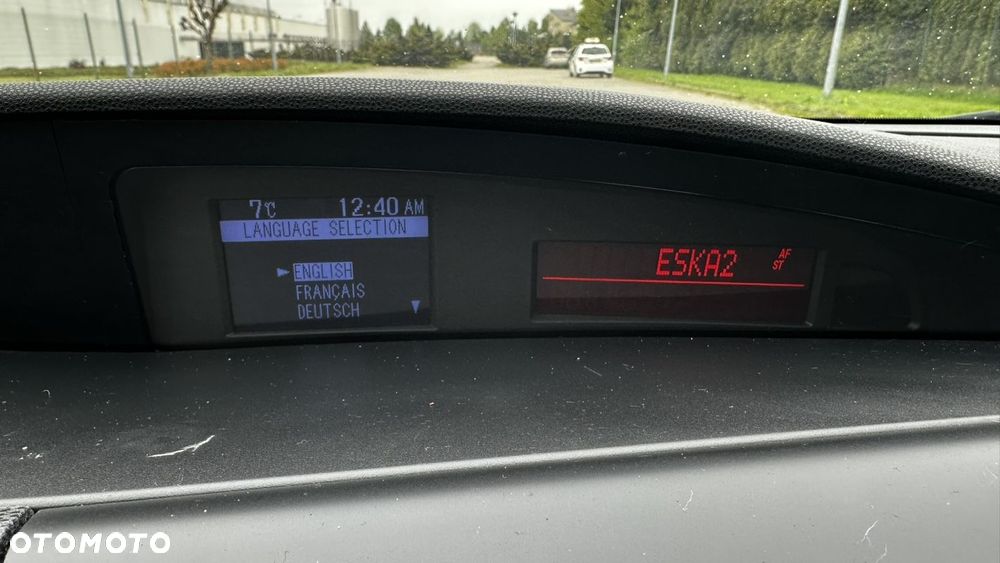 7°C 12:40 AM
LANGUAGE SELECTION
ENGLISH
FRANÇAIS
DEUTSCH
ESKA2
AF
ST
OTOMOTO